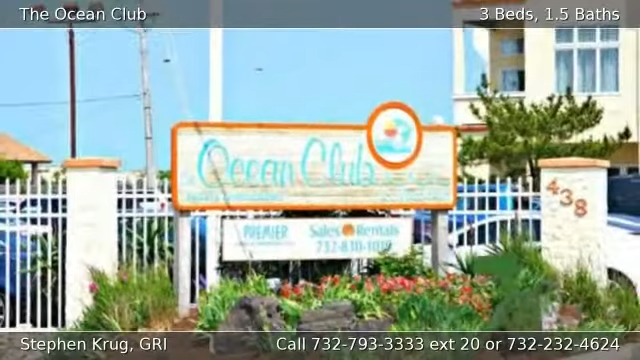 The Ocean Club
3 Beds, 1.5 Baths
Ocean Club
438
PREMIER
Sales Rentals
732-830-
Stephen Krug, GRI
Call 732-793-3333 ext 20 or 732-232-4624